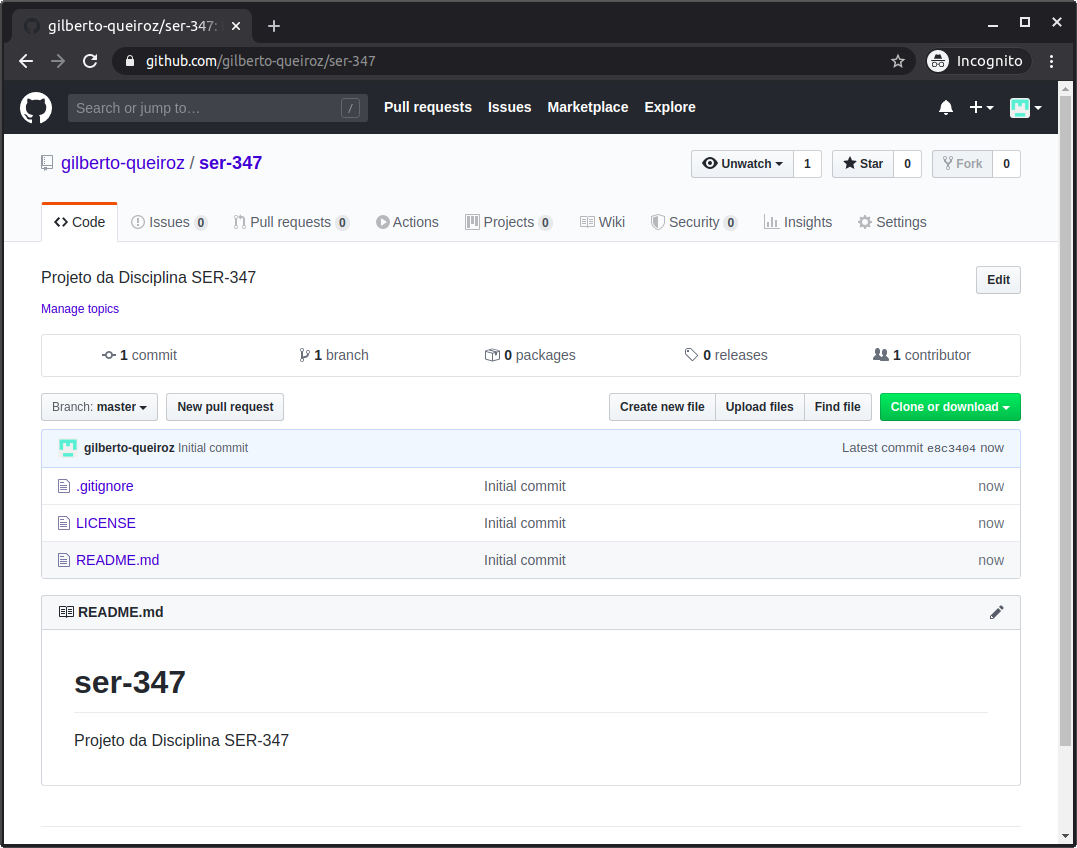 gilberto-queiroz/ser-347:
github.com/gilberto-queiroz/ser-347
Incognito
Search or jump to…
/
Pull requests Issues Marketplace Explore
gilberto-queiroz / ser-347
Unwatch 1 Star 0 Fork 0
Code Issues 0 Pull requests 0 Actions Projects 0 Wiki Security 0 Insights Settings
Projeto da Disciplina SER-347
Edit
Manage topics
1 commit 1 branch 0 packages 0 releases 1 contributor
Branch: master New pull request Create new file Upload files Find file Clone or download
gilberto-queiroz Initial commit Latest commit e8c3404 now
.gitignore Initial commit now
LICENSE Initial commit now
README.md Initial commit now
README.md
ser-347
Projeto da Disciplina SER-347